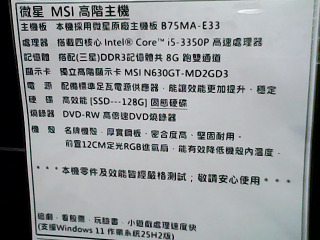 微星 MSI 高階主機
主機板 本機採用微星原廠主機板 B75MA-E33
處理器 搭載四核心 Intel® Core™ i5-3350P 高速處理器
記憶體 搭配(三星)DDR3記憶體共 8G 跑雙通道
顯示卡 獨立高階顯示卡 MSI N630GT-MD2GD3
電 源 配備標準足瓦電源供應器，能讓效能更加提升、穩定
硬 碟 高效能 [SSD---128G] 固態硬碟
燒錄器 DVD-RW 高倍速DVD燒錄器
機 殼 名牌機殼，厚實鋼板，密合度高，堅固耐用。
前置12CM足光RGB進氣扇，能有效降低機殼內溫度．
***本機零件及效能皆經嚴格測試；敬請安心使用***
追劇．看股票．玩臉書．小遊戲處理速度快
(支援Windows 11 作業系統25H2版)